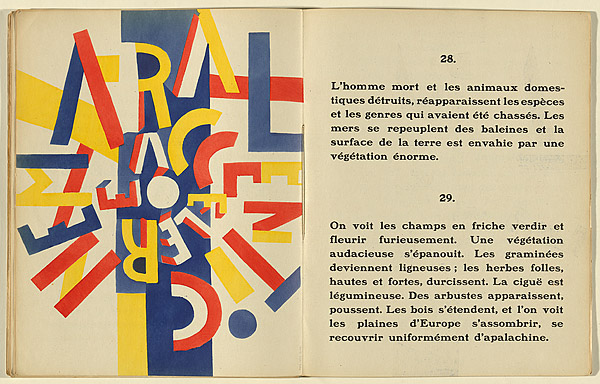 28.
L'homme mort et les animaux domes-
tiques détruits, réapparaissent les espèces
et les genres qui avaient été chassés. Les
mers se repeuplent des baleines et la
surface de la terre est envahie par une
végétation énorme.
29.
On voit les champs en friche verdir et
fleurir furieusement. Une végétation
audacieuse s'épanouit. Les graminées
deviennent ligneuses ; les herbes folles,
hautes et fortes, durcissent. La ciguë est
légumineuse. Des arbustes apparaissent,
poussent. Les bois s'étendent, et l'on voit
les plaines d'Europe s'assombrir, se
recouvrir uniformément d'apalachine.